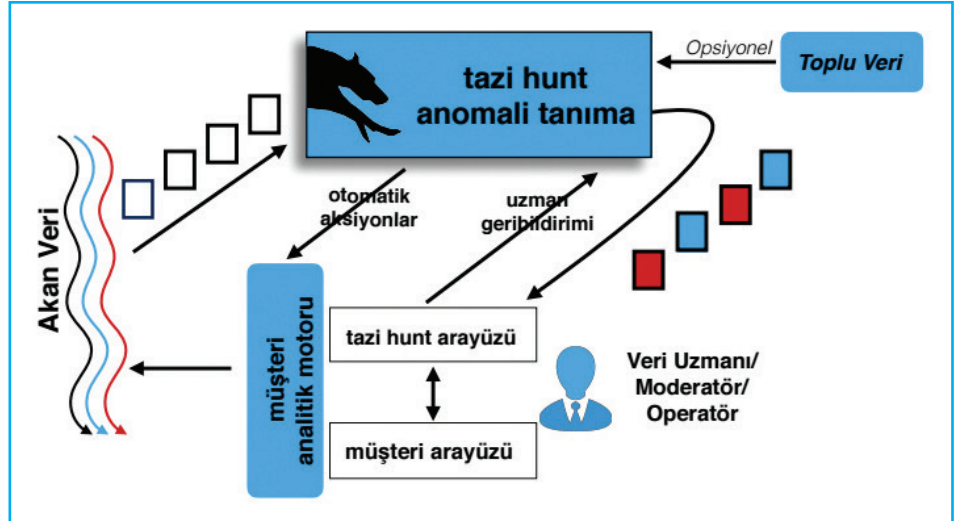 Opsiyonel
Toplu Veri
tazi hunt
anomali tanıma
otomatik
aksiyonlar
uzman
geribildirimi
Akan Veri
müşteri
analitik motoru
tazi hunt arayüzü
müşteri arayüzü
Veri Uzmanı/
Moderatör/
Operatör